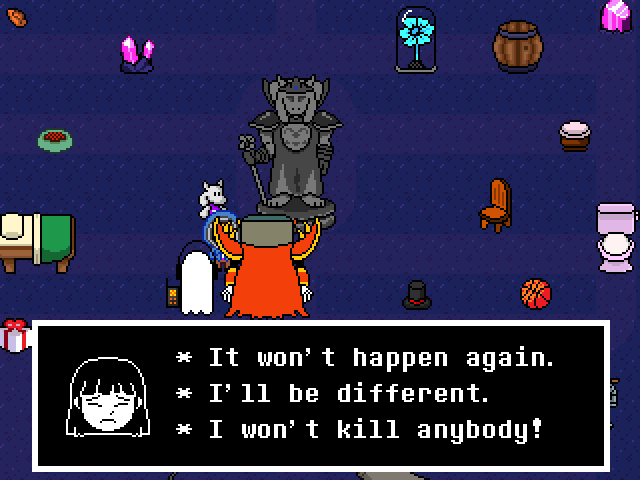 * It won't happen again.
* I'll be different.
* I won't kill anybody!